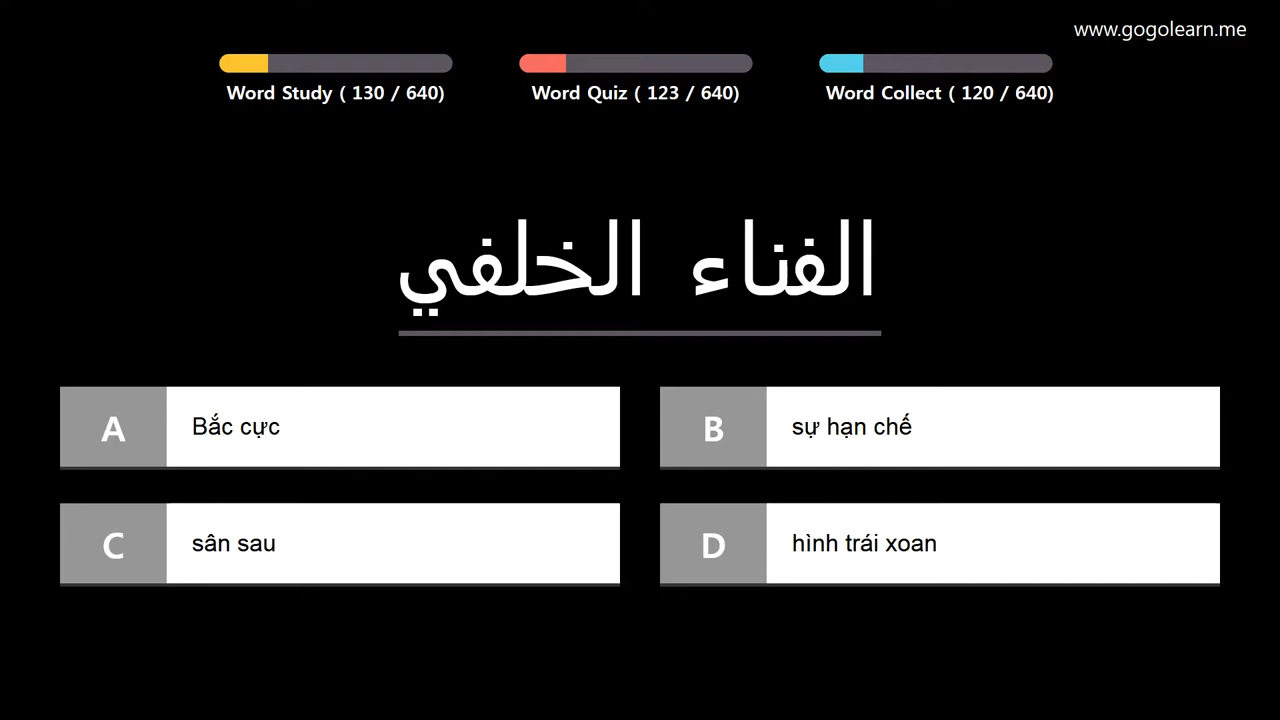 www.gogolearn.me
Word Study ( 130 / 640)
Word Quiz ( 123 / 640)
Word Collect ( 120 / 640)
الفناء الخلفي
A
Bắc cực
B
sự hạn chế
C
sân sau
D
hình trái xoan